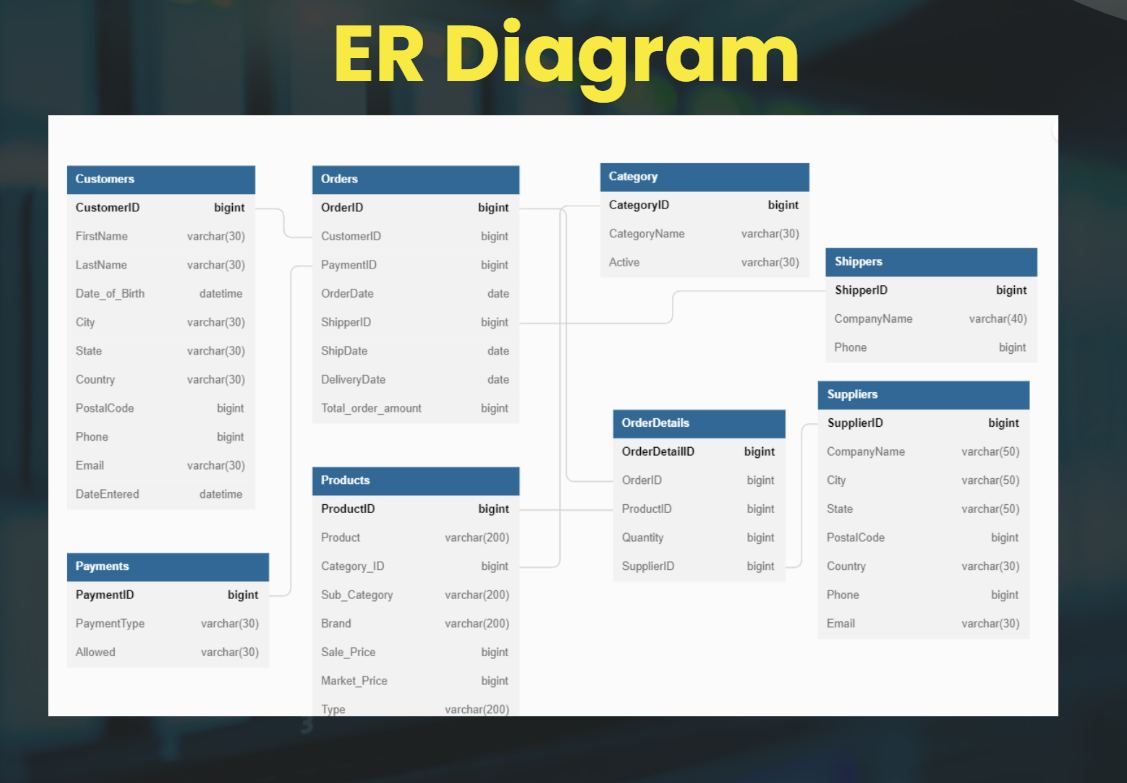 ER Diagram
Customers
CustomerID bigint
FirstName varchar(30)
LastName varchar(30)
Date_of_Birth datetime
City varchar(30)
State varchar(30)
Country varchar(30)
PostalCode bigint
Phone bigint
Email varchar(30)
DateEntered datetime
Payments
PaymentID bigint
PaymentType varchar(30)
Allowed varchar(30)
Orders
OrderID bigint
CustomerID bigint
PaymentID bigint
OrderDate date
ShipperID bigint
ShipDate date
DeliveryDate date
Total_order_amount bigint
Products
ProductID bigint
Product varchar(200)
Category_ID bigint
Sub_Category varchar(200)
Brand varchar(200)
Sale_Price bigint
Market_Price bigint
Type varchar(200)
Category
CategoryID bigint
CategoryName varchar(30)
Active varchar(30)
OrderDetails
OrderDetailID bigint
OrderID bigint
ProductID bigint
Quantity bigint
SupplierID bigint
Shippers
ShipperID bigint
CompanyName varchar(40)
Phone bigint
Suppliers
SupplierID bigint
CompanyName varchar(50)
City varchar(50)
State varchar(50)
PostalCode bigint
Country varchar(30)
Phone bigint
Email varchar(30)
3